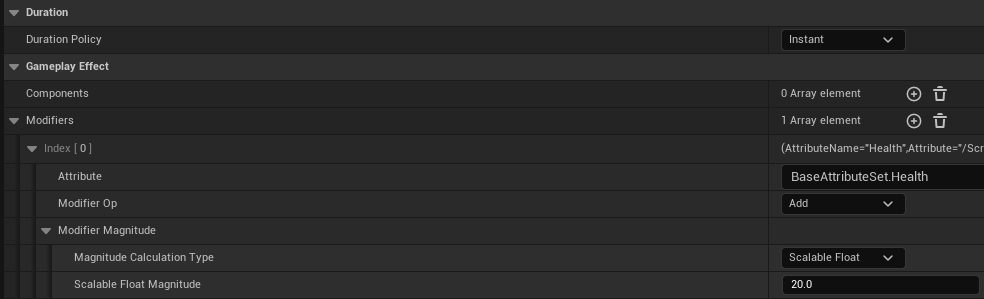 Duration
Duration Policy Instant
Gameplay Effect
Components 0 Array element
Modifiers 1 Array element
Index [ 0 ] (AttributeName="Health",Attribute="/Scr
Attribute BaseAttributeSet.Health
Modifier Op Add
Modifier Magnitude
Magnitude Calculation Type Scalable Float
Scalable Float Magnitude 20.0